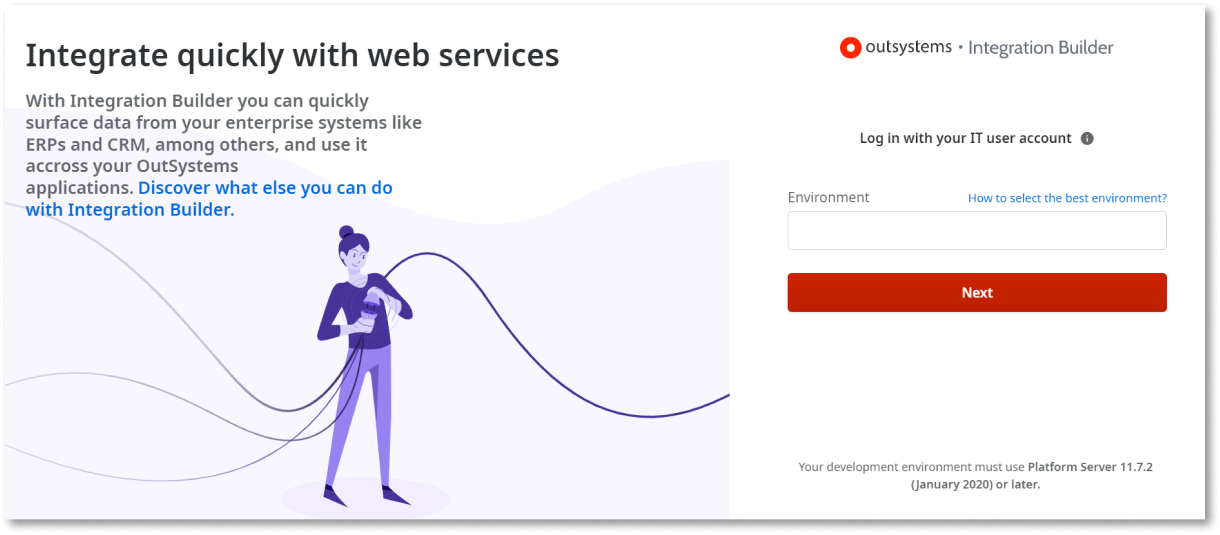 Integrate quickly with web services
With Integration Builder you can quickly
surface data from your enterprise systems like
ERPs and CRM, among others, and use it
accross your OutSystems
applications. Discover what else you can do
with Integration Builder.
outsystems • Integration Builder
Log in with your IT user account
Environment How to select the best environment?
Next
Your development environment must use Platform Server 11.7.2
(January 2020) or later.